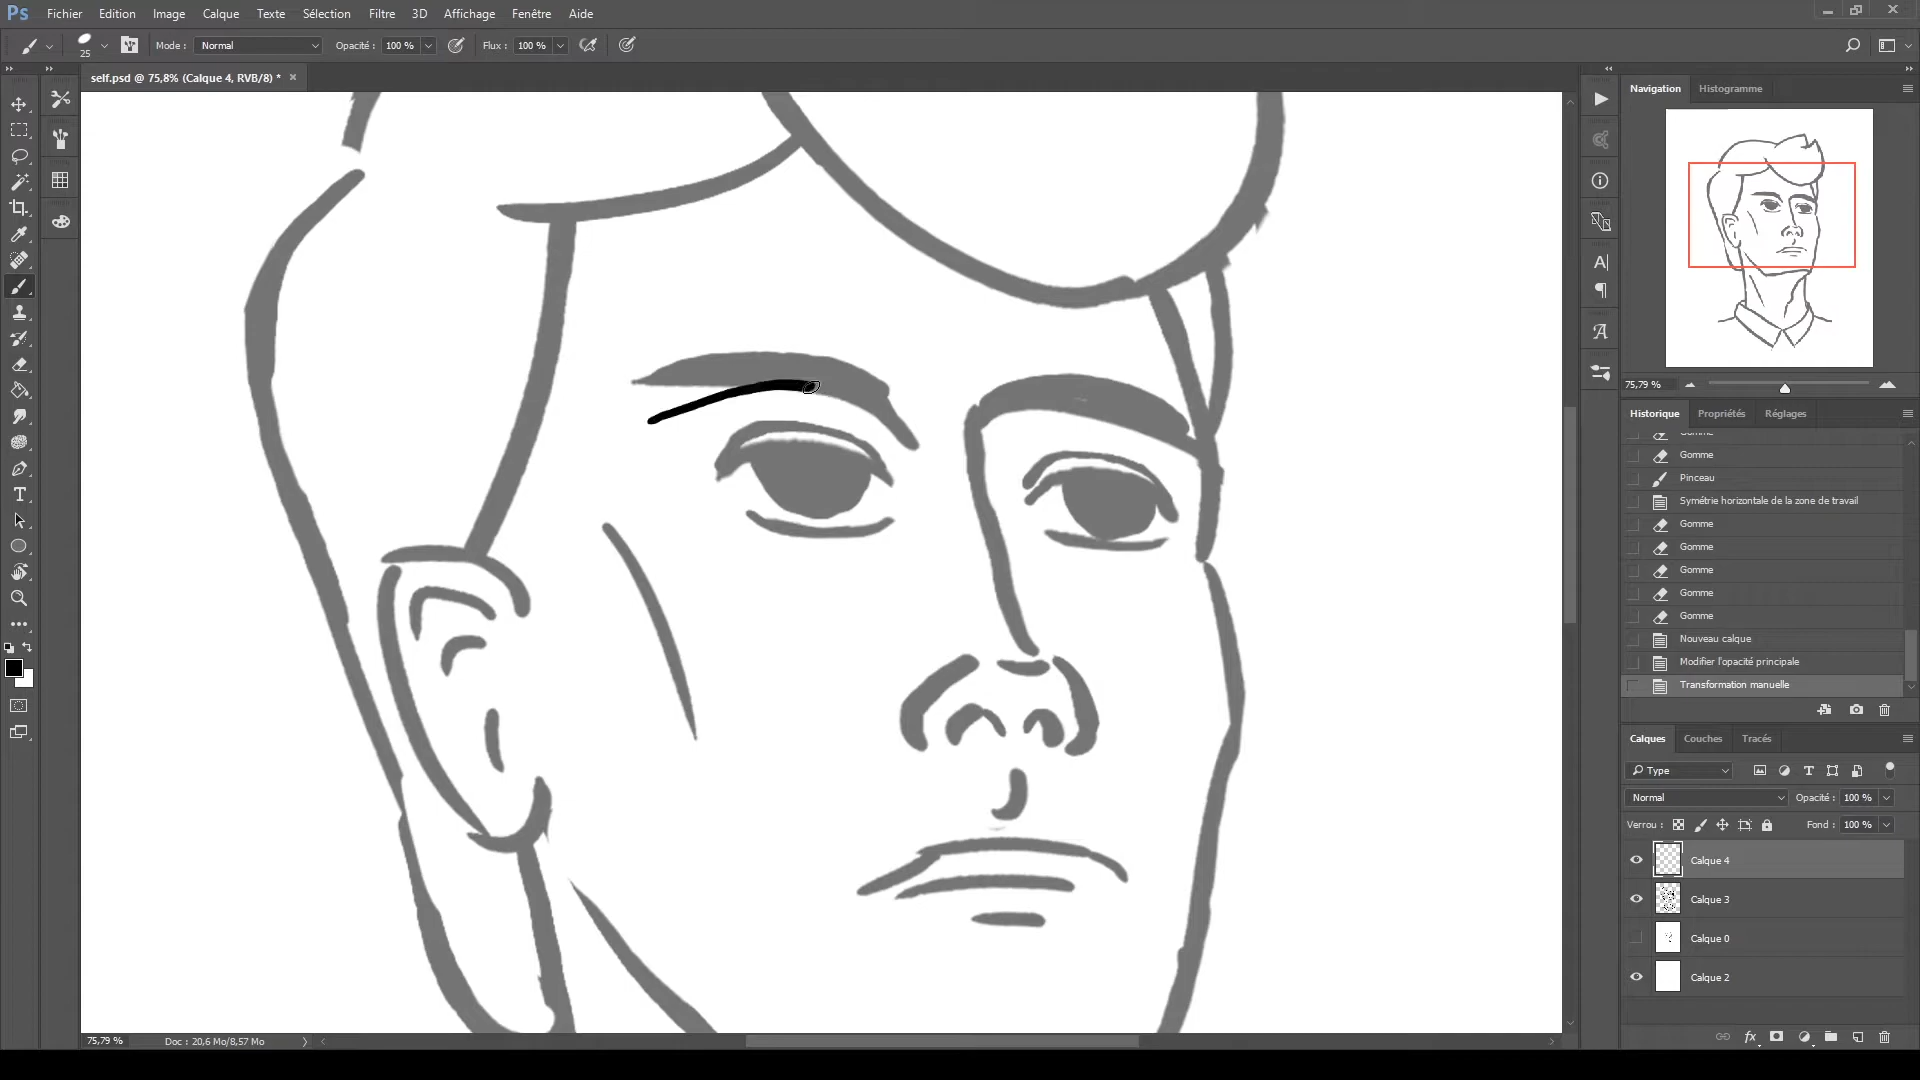 Ps Fichier Edition Image Calque Texte Sélection Filtre 3D Affichage Fenêtre Aide
25 Mode : Normal Opacité : 100 % Flux : 100 %
self.psd @ 75,8% (Calque 4, RVB/8) * ×
Navigation Histogramme
75,79 %
Historique Propriétés Réglages
Gomme
Gomme
Pinceau
Symétrie horizontale de la zone de travail
Gomme
Gomme
Gomme
Gomme
Gomme
Nouveau calque
Modifier l'opacité principale
Transformation manuelle
Calques Couches Tracés
Type
Normal Opacité : 100 %
Verrou : Fond : 100 %
Calque 4
Calque 3
Calque 0
Calque 2
75,79 % Doc : 20,6 Mo/8,57 Mo